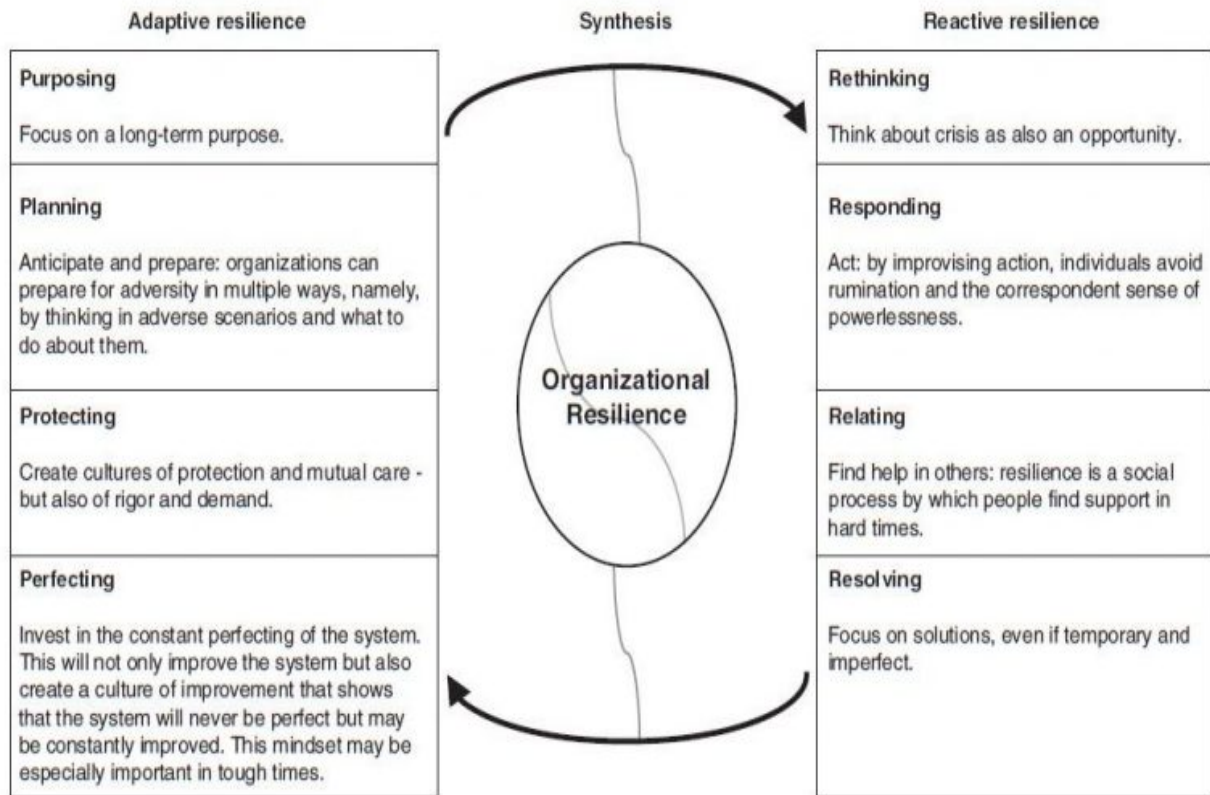 Adaptive resilience
Synthesis
Reactive resilience
Purposing
Focus on a long-term purpose.
Planning
Anticipate and prepare: organizations can
prepare for adversity in multiple ways, namely,
by thinking in adverse scenarios and what to
do about them.
Protecting
Create cultures of protection and mutual care -
but also of rigor and demand.
Perfecting
Invest in the constant perfecting of the system.
This will not only improve the system but also
create a culture of improvement that shows
that the system will never be perfect but may
be constantly improved. This mindset may be
especially important in tough times.
Organizational
Resilience
Rethinking
Think about crisis as also an opportunity.
Responding
Act: by improvising action, individuals avoid
rumination and the correspondent sense of
powerlessness.
Relating
Find help in others: resilience is a social
process by which people find support in
hard times.
Resolving
Focus on solutions, even if temporary and
imperfect.